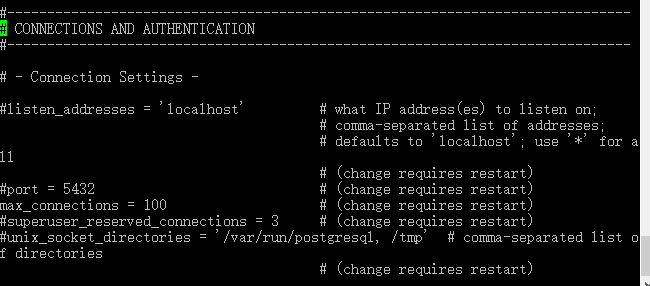 #------------------------------------------------------------------------------
# CONNECTIONS AND AUTHENTICATION
#------------------------------------------------------------------------------
# - Connection Settings -
#listen_addresses = 'localhost' # what IP address(es) to listen on;
# comma-separated list of addresses;
# defaults to 'localhost'; use '*' for a
ll
# (change requires restart)
#port = 5432 # (change requires restart)
max_connections = 100 # (change requires restart)
#superuser_reserved_connections = 3 # (change requires restart)
#unix_socket_directories = '/var/run/postgresql, /tmp' # comma-separated list o
f directories
# (change requires restart)